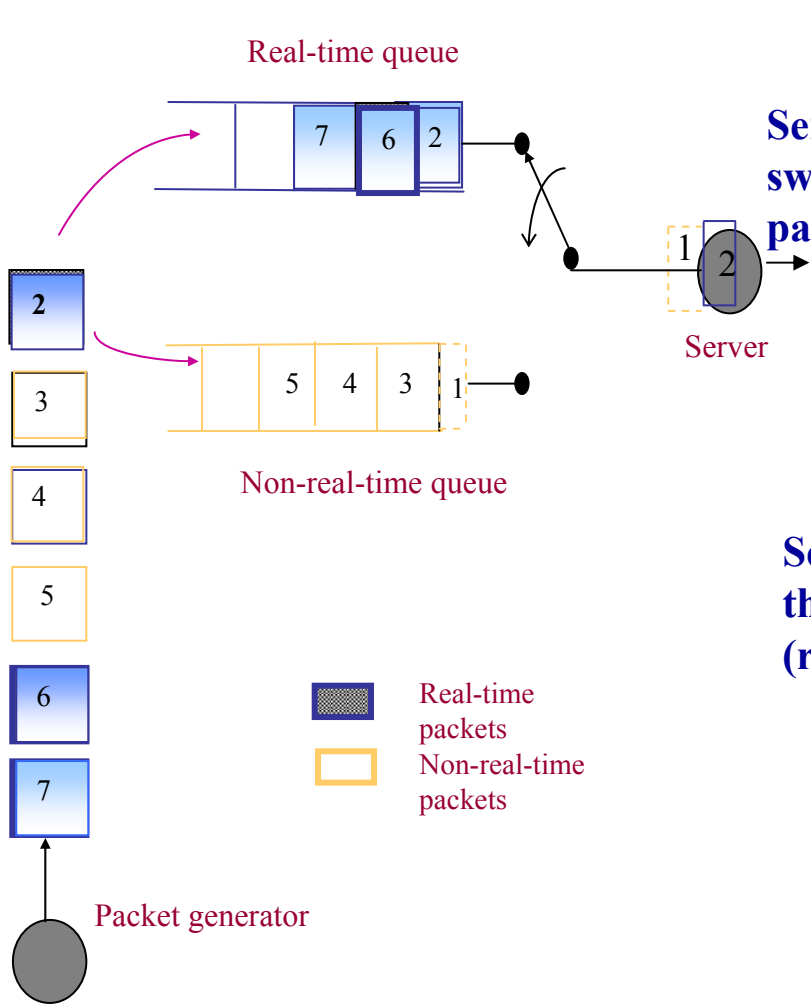 Real-time queue
7 6 2
1 2
Server
2
3
4
5
6
7
5 4 3 1
Non-real-time queue
Real-time
packets
Non-real-time
packets
Packet generator